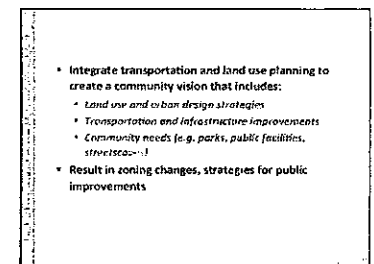 • Integrate transportation and land use planning to
create a community vision that includes:
• Land use and urban design strategies
• Transportation and infrastructure improvements
• Community needs (e.g. parks, public facilities,
• Result in zoning changes, strategies for public
improvements